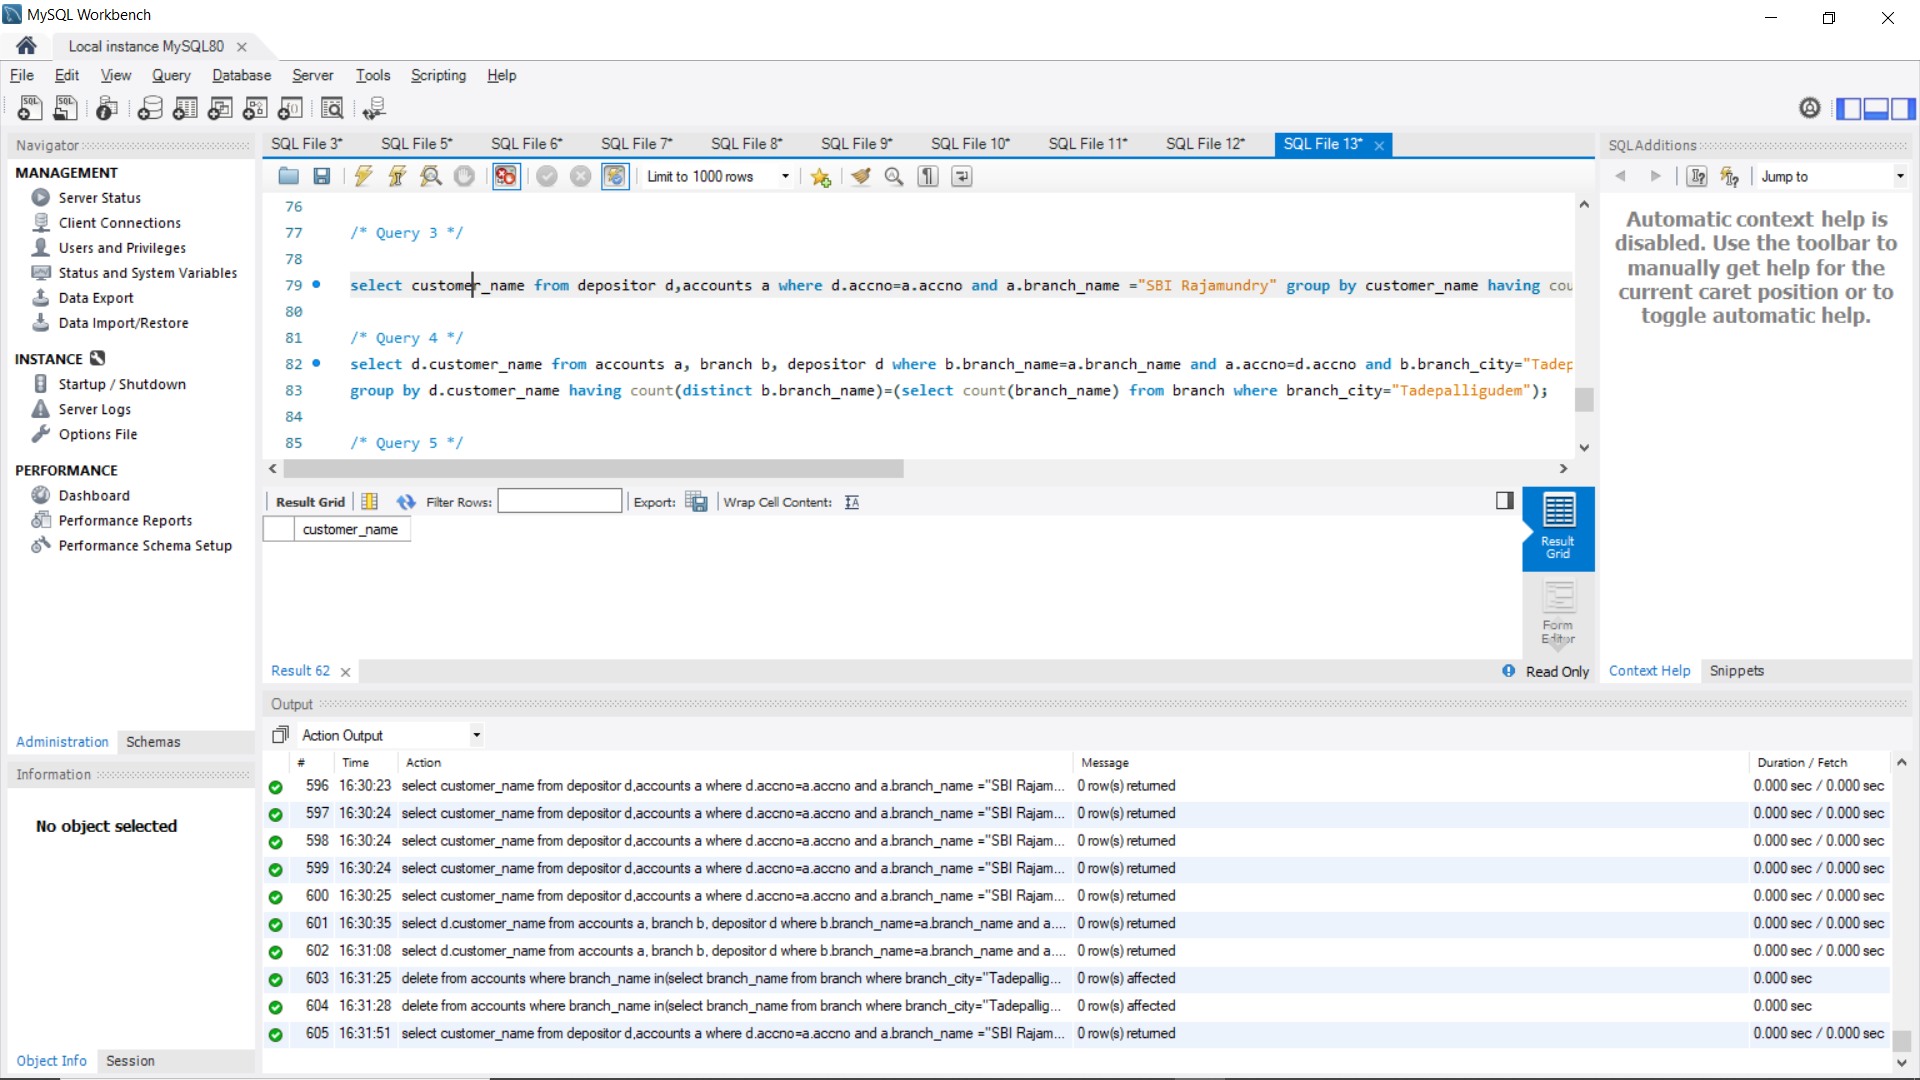 MySQL Workbench
Local instance MySQL80
File Edit View Query Database Server Tools Scripting Help
Navigator
MANAGEMENT
Server Status
Client Connections
Users and Privileges
Status and System Variables
Data Export
Data Import/Restore
INSTANCE
Startup / Shutdown
Server Logs
Options File
PERFORMANCE
Dashboard
Performance Reports
Performance Schema Setup
Administration Schemas
Information
No object selected
Object Info Session
SQL File 3* SQL File 5* SQL File 6* SQL File 7* SQL File 8* SQL File 9* SQL File 10* SQL File 11* SQL File 12* SQL File 13*
Limit to 1000 rows
76
77 /* Query 3 */
78
79 select customer_name from depositor d,accounts a where d.accno=a.accno and a.branch_name ="SBI Rajamundry" group by customer_name having cou
80
81 /* Query 4 */
82 select d.customer_name from accounts a, branch b, depositor d where b.branch_name=a.branch_name and a.accno=d.accno and b.branch_city="Tadep
83 group by d.customer_name having count(distinct b.branch_name)=(select count(branch_name) from branch where branch_city="Tadepalligudem");
84
85 /* Query 5 */
Result Grid Filter Rows: Export: Wrap Cell Content:
customer_name
Result Grid
Form Editor
Result 62
Read Only
SQLAdditions
Jump to
Automatic context help is
disabled. Use the toolbar to
manually get help for the
current caret position or to
toggle automatic help.
Context Help Snippets
Output
Action Output
# Time Action Message Duration / Fetch
596 16:30:23 select customer_name from depositor d,accounts a where d.accno=a.accno and a.branch_name ="SBI Rajam... 0 row(s) returned 0.000 sec / 0.000 sec
597 16:30:24 select customer_name from depositor d,accounts a where d.accno=a.accno and a.branch_name ="SBI Rajam... 0 row(s) returned 0.000 sec / 0.000 sec
598 16:30:24 select customer_name from depositor d,accounts a where d.accno=a.accno and a.branch_name ="SBI Rajam... 0 row(s) returned 0.000 sec / 0.000 sec
599 16:30:24 select customer_name from depositor d,accounts a where d.accno=a.accno and a.branch_name ="SBI Rajam... 0 row(s) returned 0.000 sec / 0.000 sec
600 16:30:25 select customer_name from depositor d,accounts a where d.accno=a.accno and a.branch_name ="SBI Rajam... 0 row(s) returned 0.000 sec / 0.000 sec
601 16:30:35 select d.customer_name from accounts a, branch b, depositor d where b.branch_name=a.branch_name and a.... 0 row(s) returned 0.000 sec / 0.000 sec
602 16:31:08 select d.customer_name from accounts a, branch b, depositor d where b.branch_name=a.branch_name and a.... 0 row(s) returned 0.000 sec / 0.000 sec
603 16:31:25 delete from accounts where branch_name in(select branch_name from branch where branch_city="Tadepallig... 0 row(s) affected 0.000 sec
604 16:31:28 delete from accounts where branch_name in(select branch_name from branch where branch_city="Tadepallig... 0 row(s) affected 0.000 sec
605 16:31:51 select customer_name from depositor d,accounts a where d.accno=a.accno and a.branch_name ="SBI Rajam... 0 row(s) returned 0.000 sec / 0.000 sec